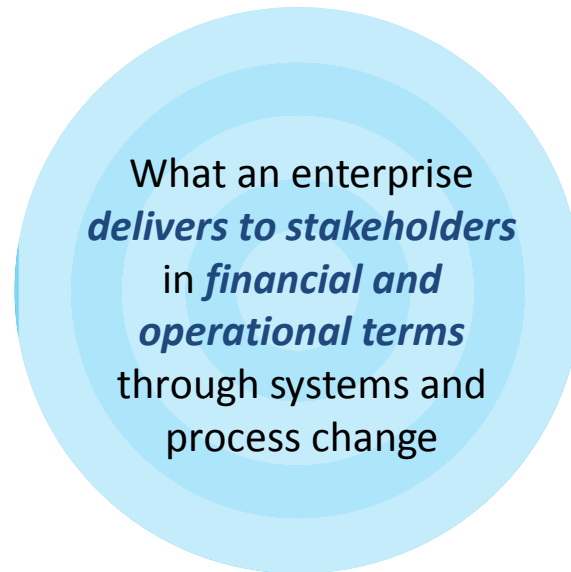 What an enterprise
delivers to stakeholders
in financial and
operational terms
through systems and
process change